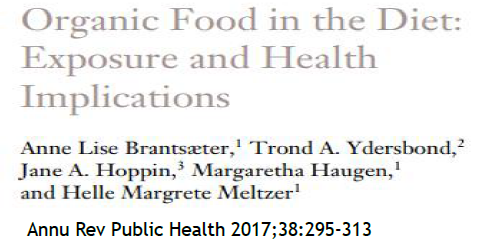 Organic Food in the Diet:
Exposure and Health
Implications
Anne Lise Brantsæter,¹ Trond A. Ydersbond,²
Jane A. Hoppin,³ Margaretha Haugen,¹
and Helle Margrete Meltzer¹
Annu Rev Public Health 2017;38:295-313